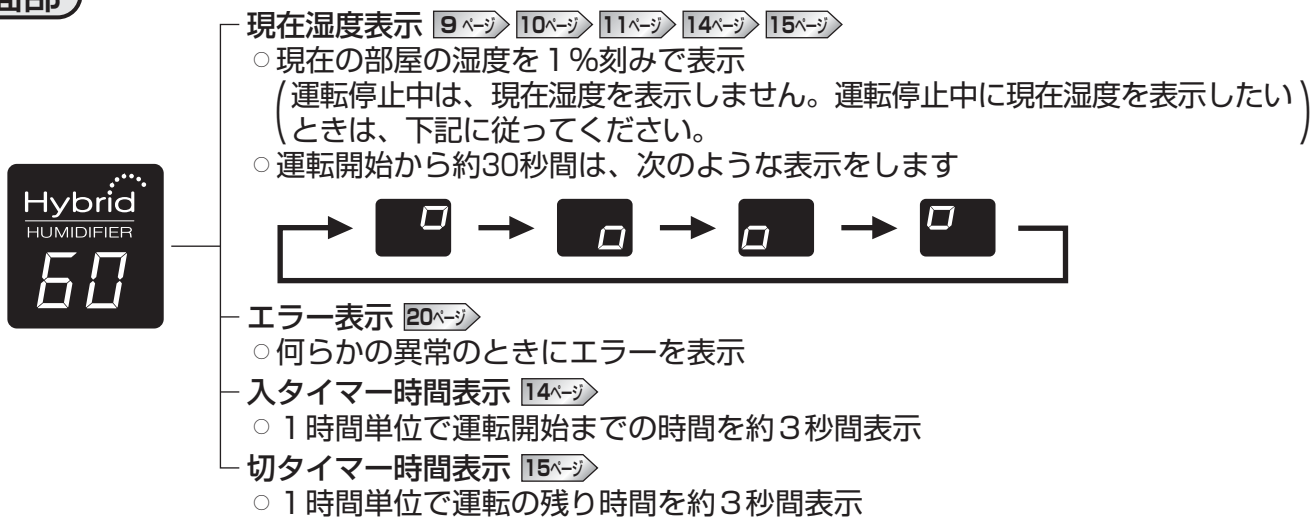 面部
現在湿度表示 9ページ 10ページ 11ページ 14ページ 15ページ
○現在の部屋の湿度を1%刻みで表示
(運転停止中は、現在湿度を表示しません。運転停止中に現在湿度を表示したい
ときは、下記に従ってください。)
○運転開始から約30秒間は、次のような表示をします
Hybrid
HUMIDIFIER
60
エラー表示 20ページ
○何らかの異常のときにエラーを表示
入タイマー時間表示 14ページ
○1時間単位で運転開始までの時間を約3秒間表示
切タイマー時間表示 15ページ
○1時間単位で運転の残り時間を約3秒間表示